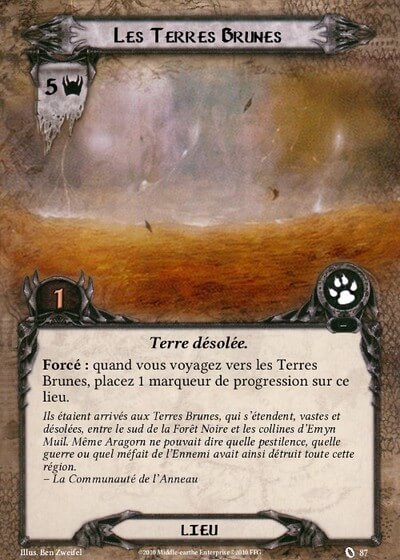 Les Terres Brunes
5
1
–
Terre désolée.
Forcé : quand vous voyagez vers les Terres
Brunes, placez 1 marqueur de progression sur ce
lieu.
Ils étaient arrivés aux Terres Brunes, qui s'étendent, vastes et
désolées, entre le sud de la Forêt Noire et les collines d'Emyn
Muil. Même Aragorn ne pouvait dire quelle pestilence, quelle
guerre ou quel méfait de l'Ennemi avait ainsi détruit toute cette
région.
– La Communauté de l'Anneau
Lieu
Illus. Ben Zweifel
©2010 Middle-earthe Enterprise ©2010 FFG
87